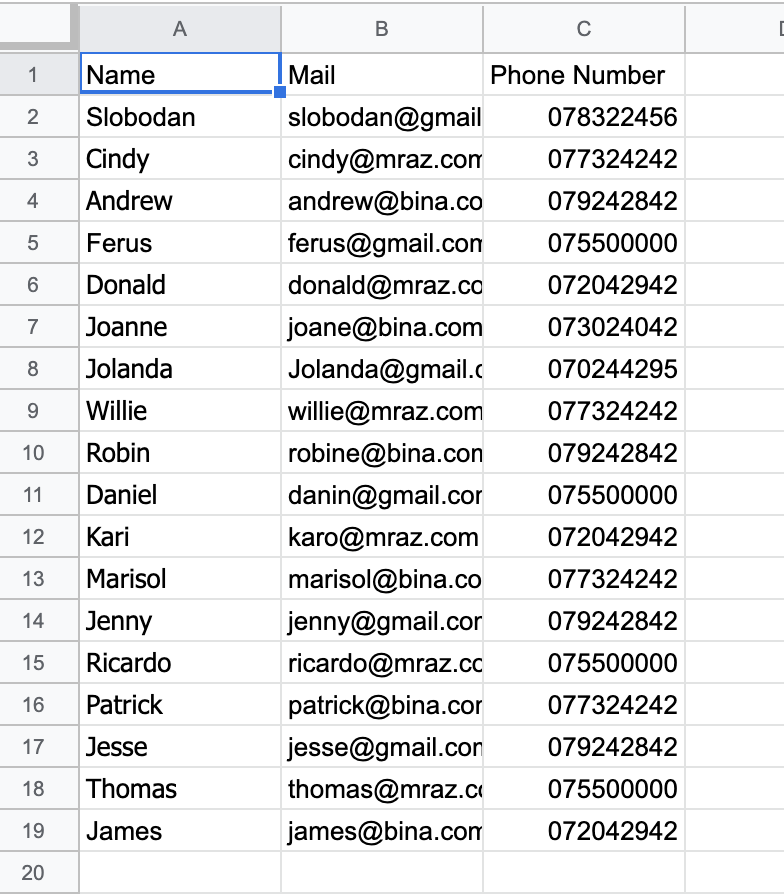 A B C
1 Name Mail Phone Number
2 Slobodan slobodan@gmail 078322456
3 Cindy cindy@mraz.com 077324242
4 Andrew andrew@bina.co 079242842
5 Ferus ferus@gmail.com 075500000
6 Donald donald@mraz.co 072042942
7 Joanne joane@bina.com 073024042
8 Jolanda Jolanda@gmail.c 070244295
9 Willie willie@mraz.com 077324242
10 Robin robine@bina.com 079242842
11 Daniel danin@gmail.com 075500000
12 Kari karo@mraz.com 072042942
13 Marisol marisol@bina.co 077324242
14 Jenny jenny@gmail.com 079242842
15 Ricardo ricardo@mraz.cc 075500000
16 Patrick patrick@bina.com 077324242
17 Jesse jesse@gmail.com 079242842
18 Thomas thomas@mraz.c 075500000
19 James james@bina.com 072042942
20